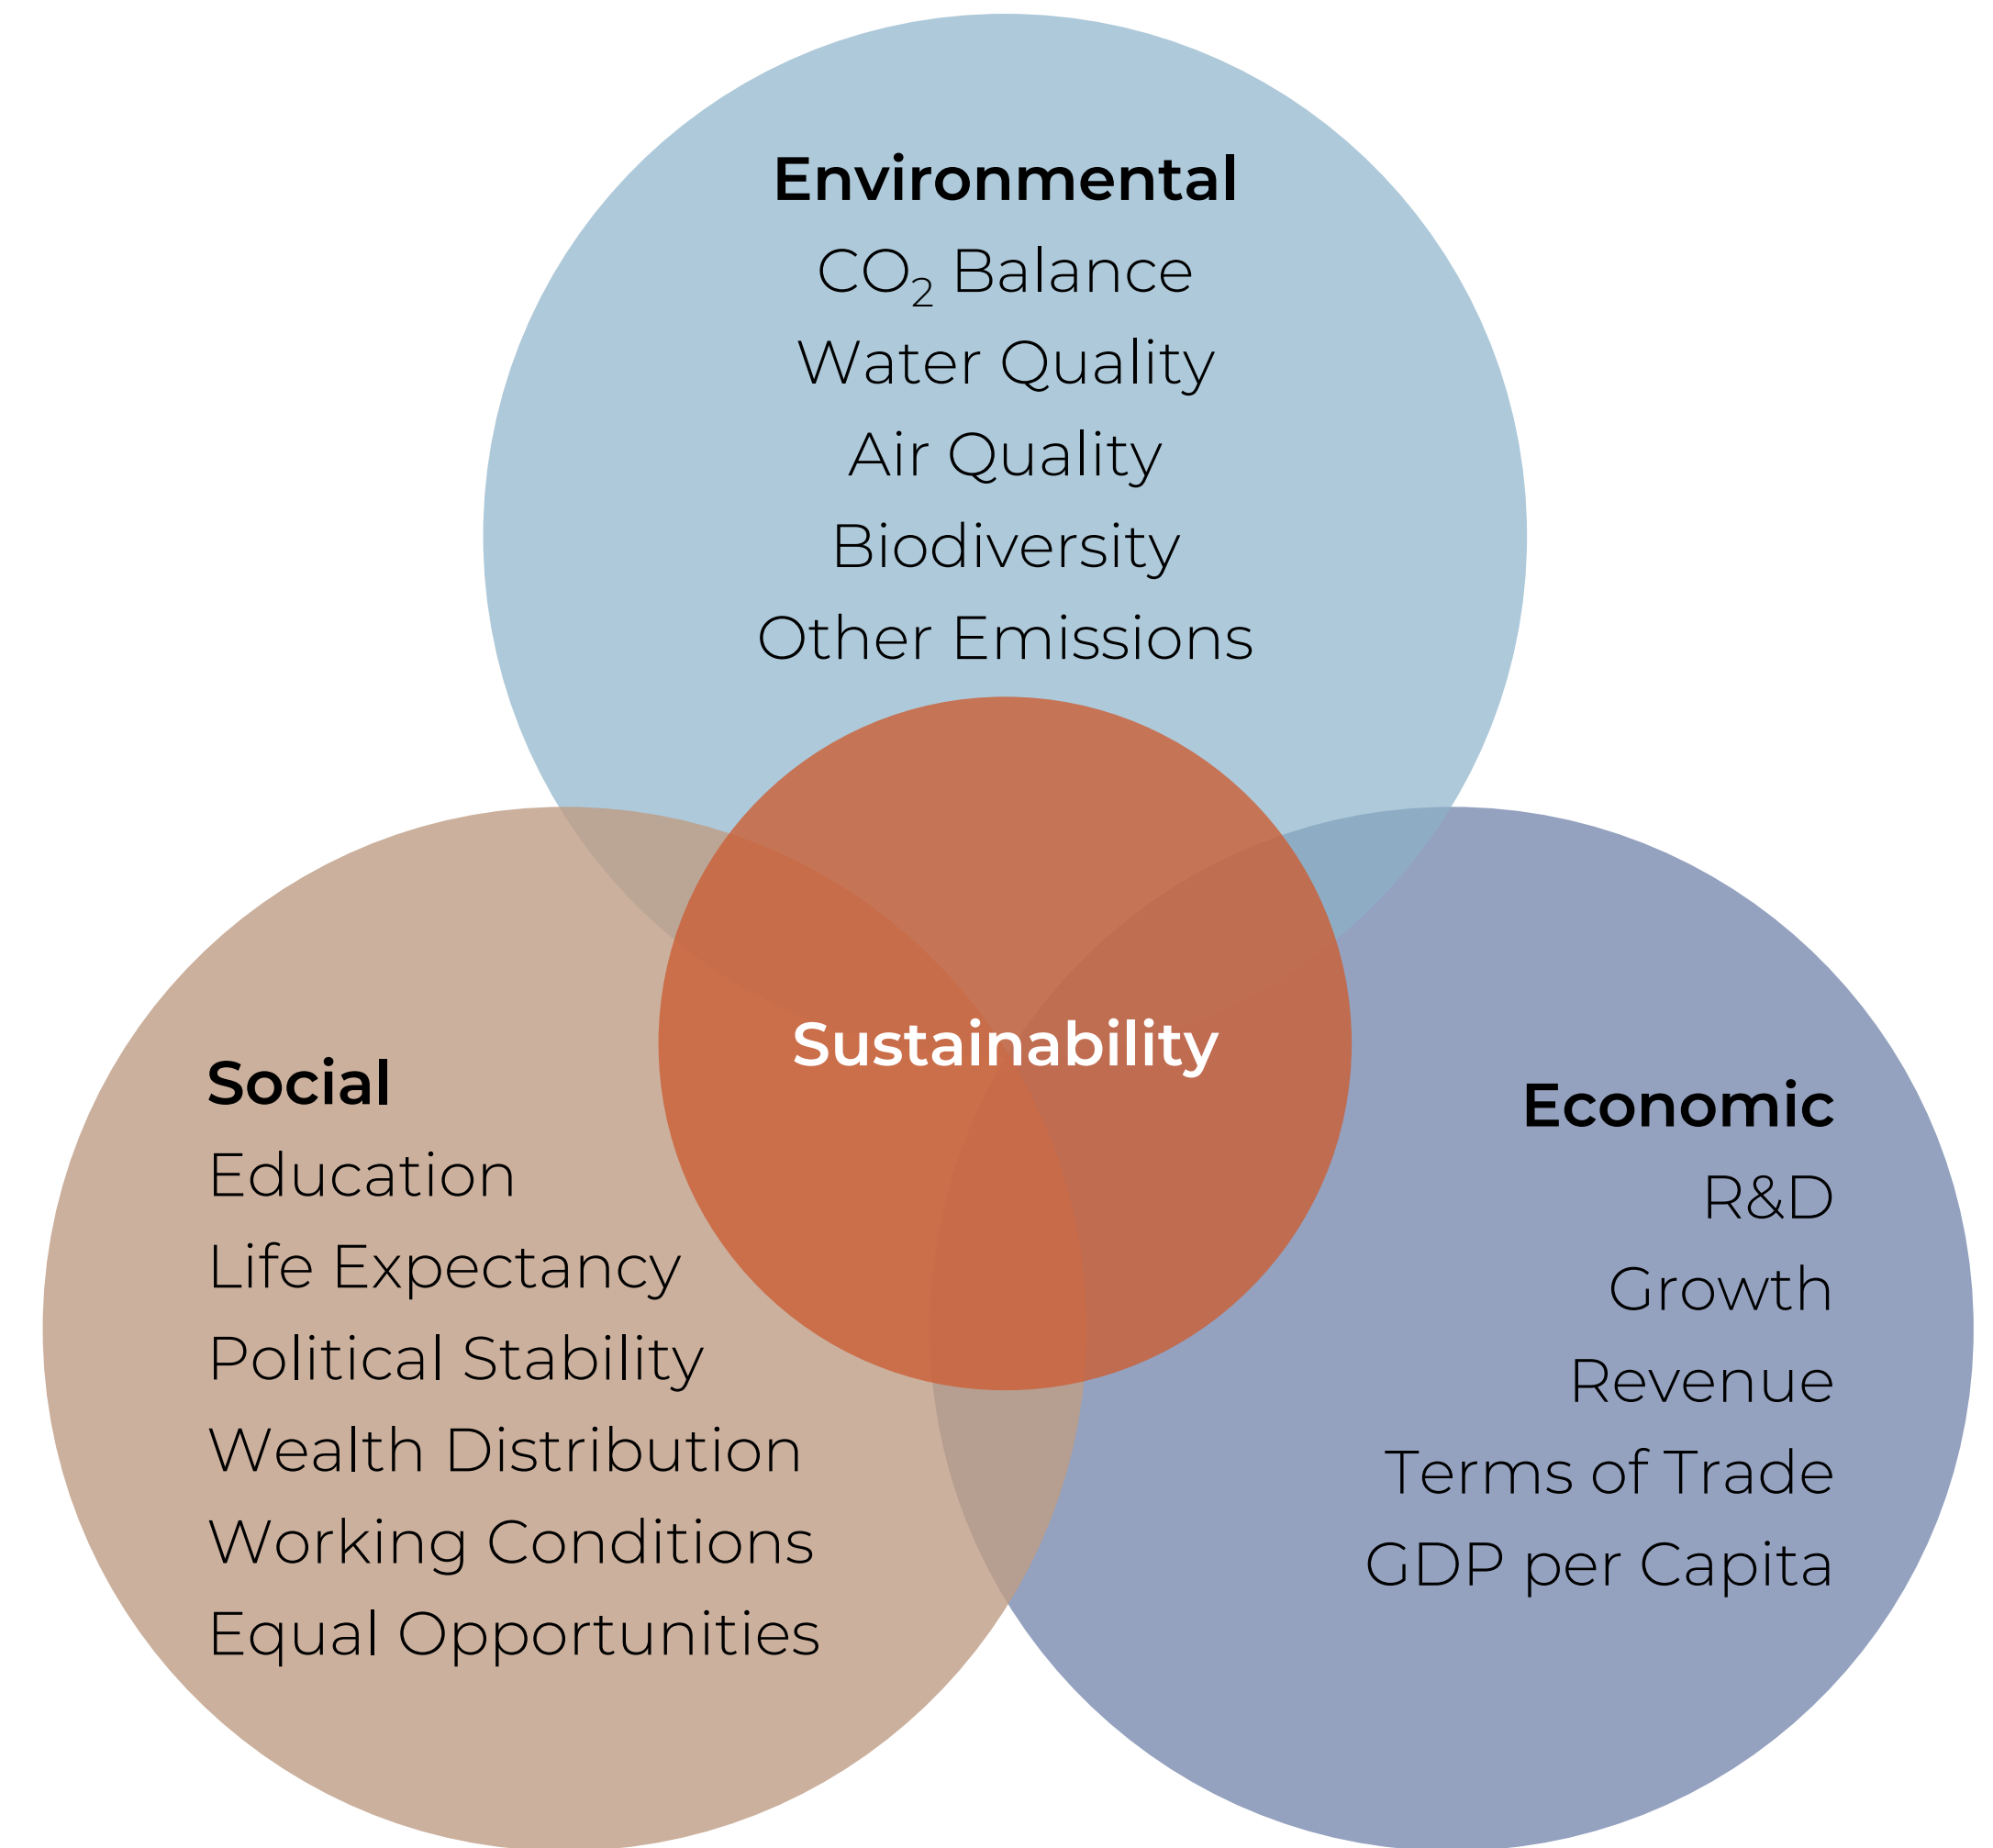 Environmental
CO₂ Balance
Water Quality
Air Quality
Biodiversity
Other Emissions
Sustainability
Social
Education
Life Expectancy
Political Stability
Wealth Distribution
Working Conditions
Equal Opportunities
Economic
R&D
Growth
Revenue
Terms of Trade
GDP per Capita